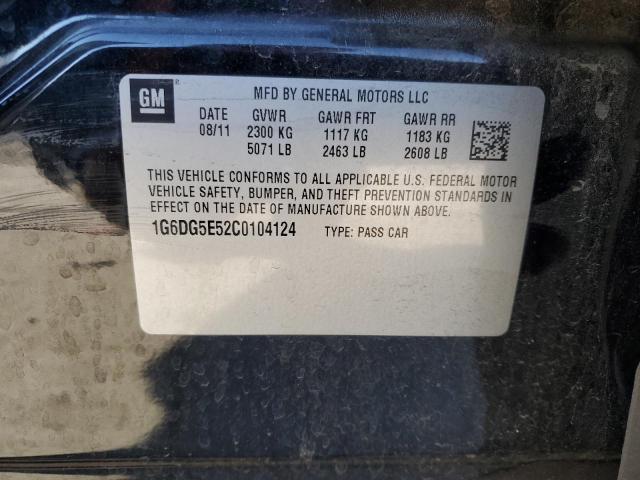 GM
MFD BY GENERAL MOTORS LLC
DATE GVWR GAWR FRT GAWR RR
08/11 2300 KG 1117 KG 1183 KG
5071 LB 2463 LB 2608 LB
THIS VEHICLE CONFORMS TO ALL APPLICABLE U.S. FEDERAL MOTOR
VEHICLE SAFETY, BUMPER, AND THEFT PREVENTION STANDARDS IN
EFFECT ON THE DATE OF MANUFACTURE SHOWN ABOVE.
1G6DG5E52C0104124 TYPE: PASS CAR